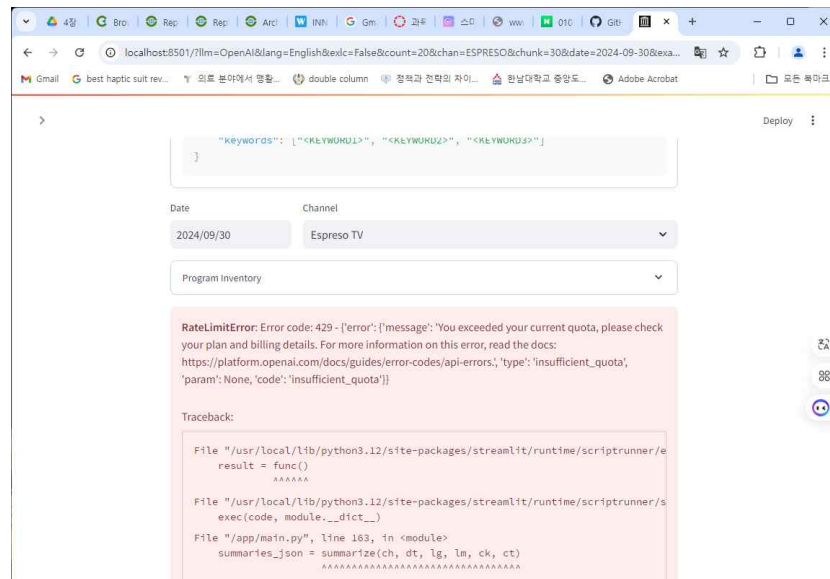 4장
Bro
Rep
Rep
Arcl
INN
Gm
과
스마
ww
010
Git
localhost:8501/?llm=OpenAI&lang=English&exlc=False&count=20&chan=ESPRESO&chunk=30&date=2024-09-30&exa...
Gmail
best haptic suit rev...
의료 분야에서 맹활...
double column
정책과 전략의 차이...
한남대학교 중앙도...
Adobe Acrobat
모든 북마크
Deploy
"keywords": ["<KEYWORD1>", "<KEYWORD2>", "<KEYWORD3>"]
}
Date
Channel
2024/09/30
Espreso TV
Program Inventory
RateLimitError: Error code: 429 - {'error': {'message': 'You exceeded your current quota, please check
your plan and billing details. For more information on this error, read the docs:
https://platform.openai.com/docs/guides/error-codes/api-errors.', 'type': 'insufficient_quota',
'param': None, 'code': 'insufficient_quota'}}
Traceback:
File "/usr/local/lib/python3.12/site-packages/streamlit/runtime/scriptrunner/e
result = func()
^^^^^^
File "/usr/local/lib/python3.12/site-packages/streamlit/runtime/scriptrunner/s
exec(code, module.__dict__)
File "/app/main.py", line 163, in <module>
summaries_json = summarize(ch, dt, lg, lm, ck, ct)
^^^^^^^^^^^^^^^^^^^^^^^^^^^^^^^^^